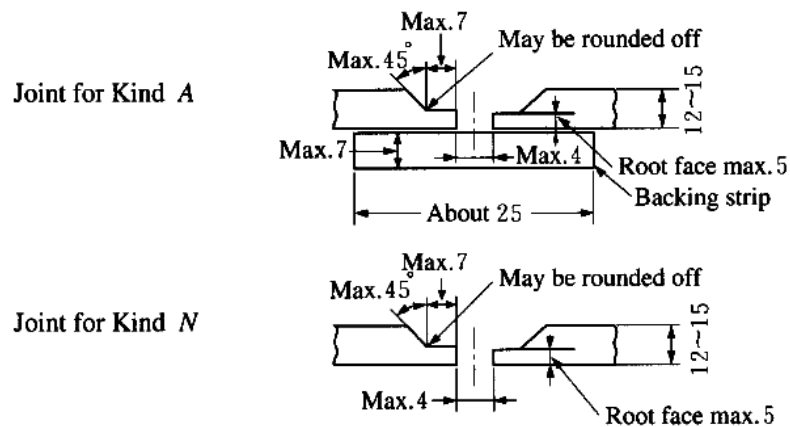 Joint for Kind A
Max.7
Max.45°
May be rounded off
12~15
Max.7
Max.4
Root face max.5
Backing strip
About 25
Joint for Kind N
Max.7
Max.45°
May be rounded off
12~15
Max.4
Root face max.5